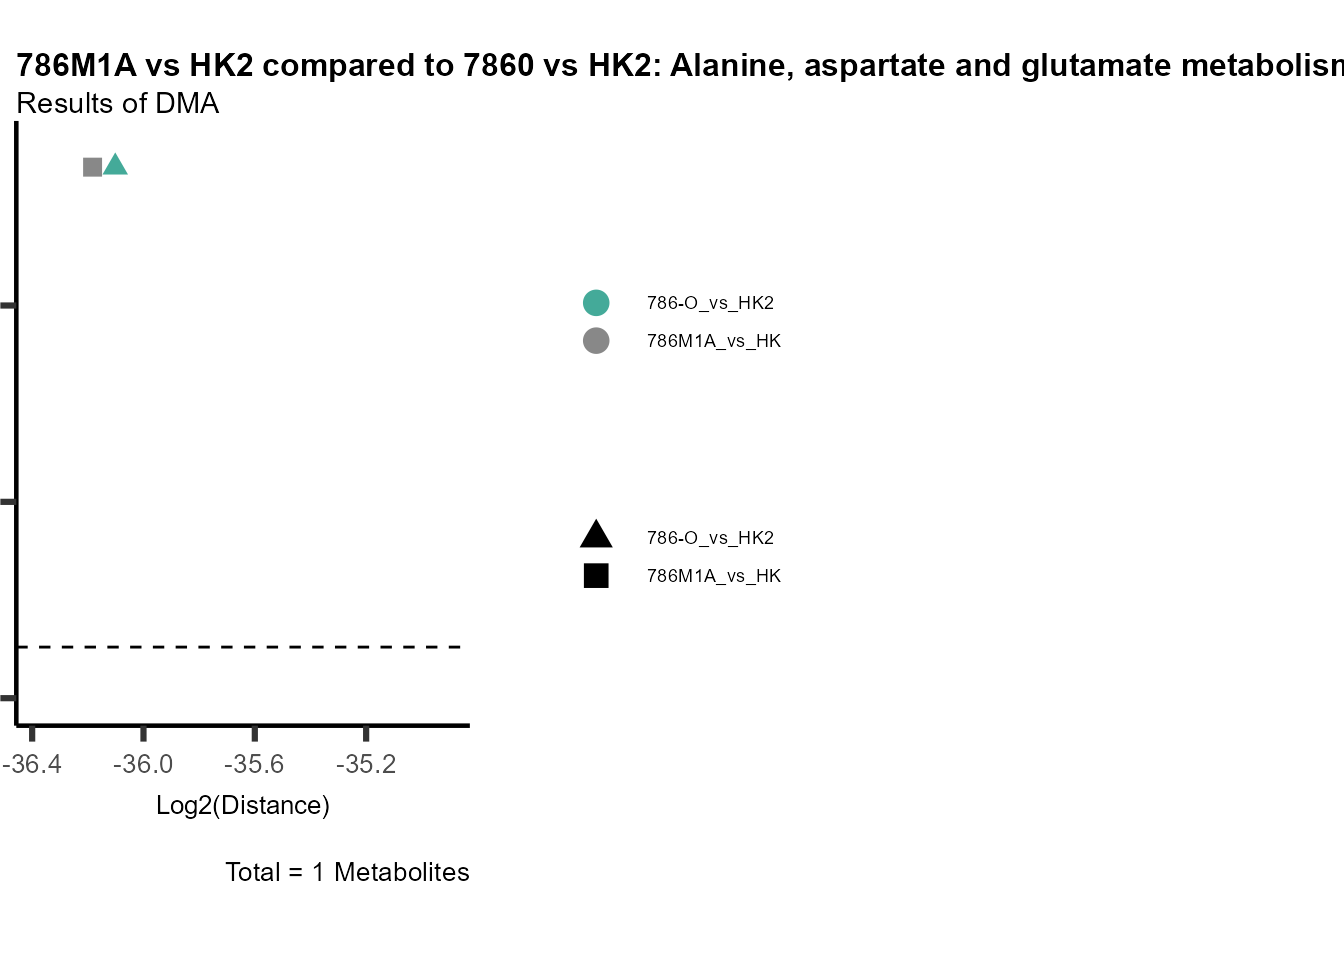 786M1A vs HK2 compared to 7860 vs HK2: Alanine, aspartate and glutamate metabolism
Results of DMA
786-O_vs_HK2
786M1A_vs_HK
786-O_vs_HK2
786M1A_vs_HK
-36.4
-36.0
-35.6
-35.2
Log2(Distance)
Total = 1 Metabolites